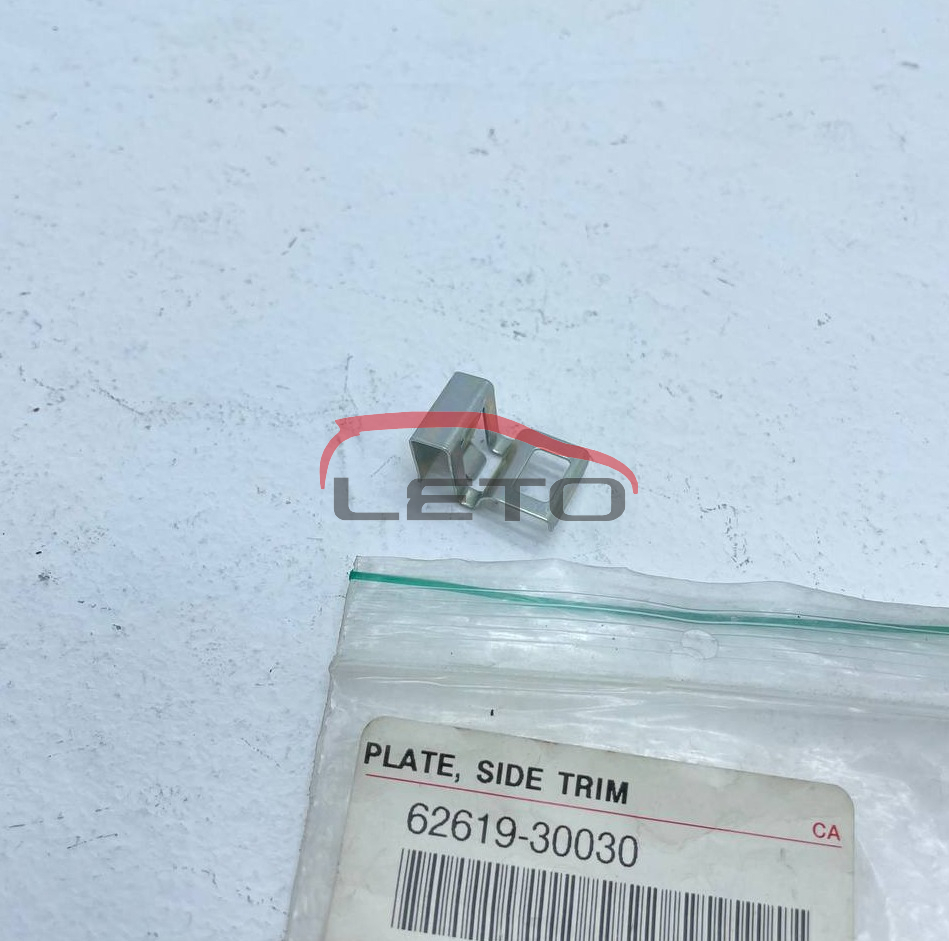 LETO
PLATE, SIDE TRIM
CA
62619-30030